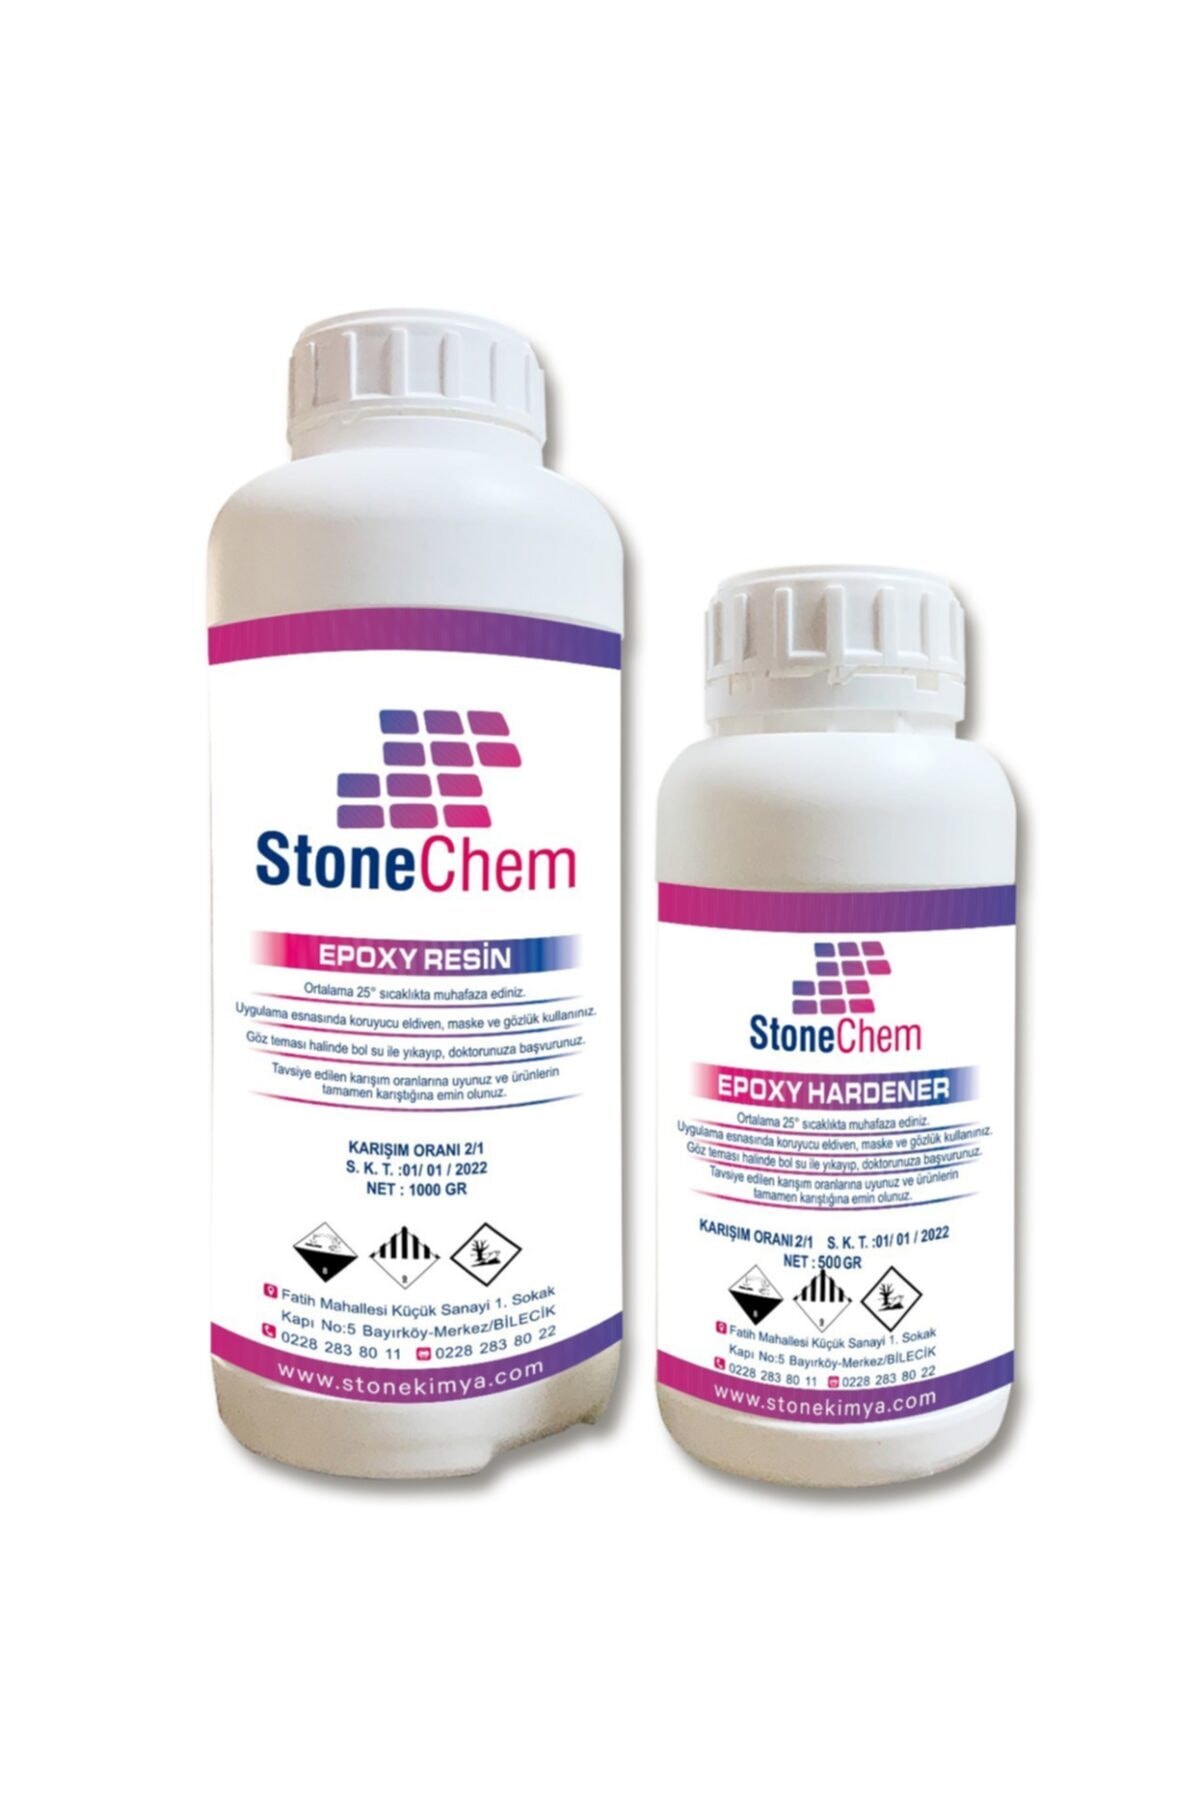 StoneChem
EPOXY RESİN
Ortalama 25° sıcaklıkta muhafaza ediniz.
Uygulama esnasında koruyucu eldiven, maske ve gözlük kullanınız.
Göz teması halinde bol su ile yıkayıp, doktorunuza başvurunuz.
Tavsiye edilen karışım oranlarına uyunuz ve ürünlerin
tamamen karıştığına emin olunuz.
KARIŞIM ORANI 2/1
S. K. T. :01/ 01 / 2022
NET : 1000 GR
8
9
Fatih Mahallesi Küçük Sanayi 1. Sokak
Kapı No:5 Bayırköy-Merkez/BİLECİK
0228 283 80 11 0228 283 80 22
www.stonekimya.com
StoneChem
EPOXY HARDENER
Ortalama 25° sıcaklıkta muhafaza ediniz.
Uygulama esnasında koruyucu eldiven, maske ve gözlük kullanınız.
Göz teması halinde bol su ile yıkayıp, doktorunuza başvurunuz.
Tavsiye edilen karışım oranlarına uyunuz ve ürünlerin
tamamen karıştığına emin olunuz.
KARIŞIM ORANI 2/1 S. K. T. :01/ 01 / 2022
NET : 500 GR
8
9
Fatih Mahallesi Küçük Sanayi 1. Sokak
Kapı No:5 Bayırköy-Merkez/BİLECİK
0228 283 80 11 0228 283 80 22
www.stonekimya.com